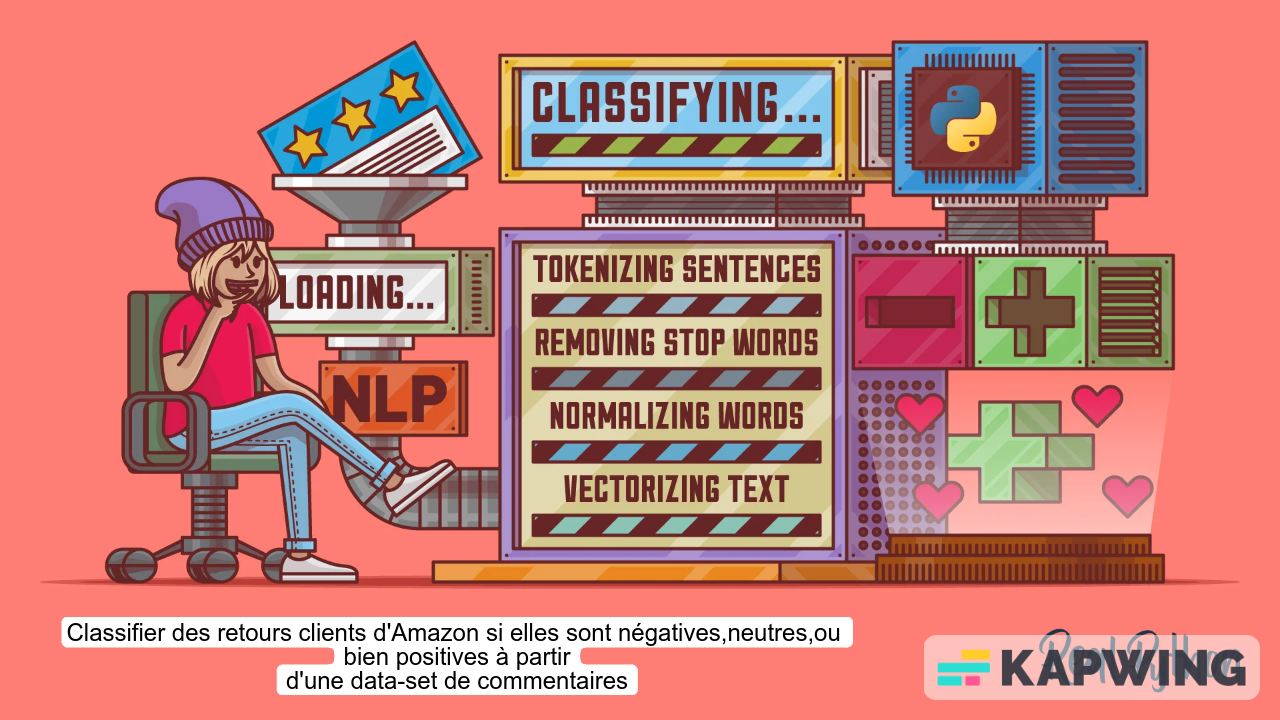 CLASSIFYING...
LOADING...
NLP
TOKENIZING SENTENCES
REMOVING STOP WORDS
NORMALIZING WORDS
VECTORIZING TEXT
Classifier des retours clients d'Amazon si elles sont négatives,neutres,ou
bien positives à partir
d'une data-set de commentaires
KAPWING
Real Python